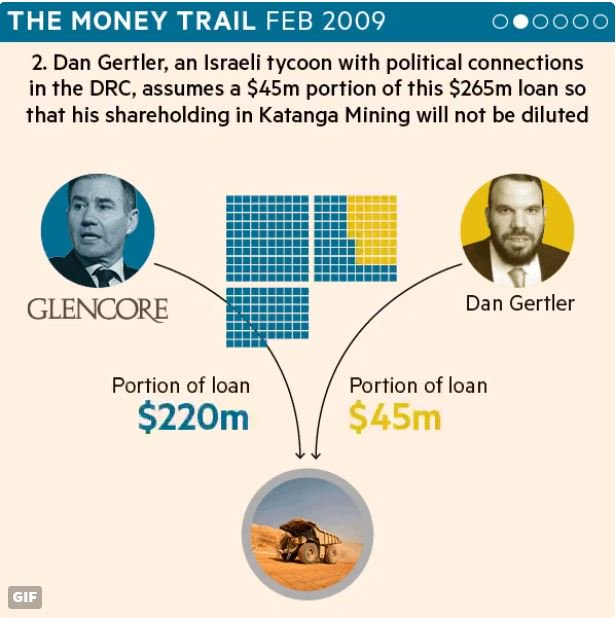 THE MONEY TRAIL FEB 2009
2. Dan Gertler, an Israeli tycoon with political connections
in the DRC, assumes a $45m portion of this $265m loan so
that his shareholding in Katanga Mining will not be diluted
GLENCORE
Dan Gertler
Portion of loan
$220m
Portion of loan
$45m
GIF